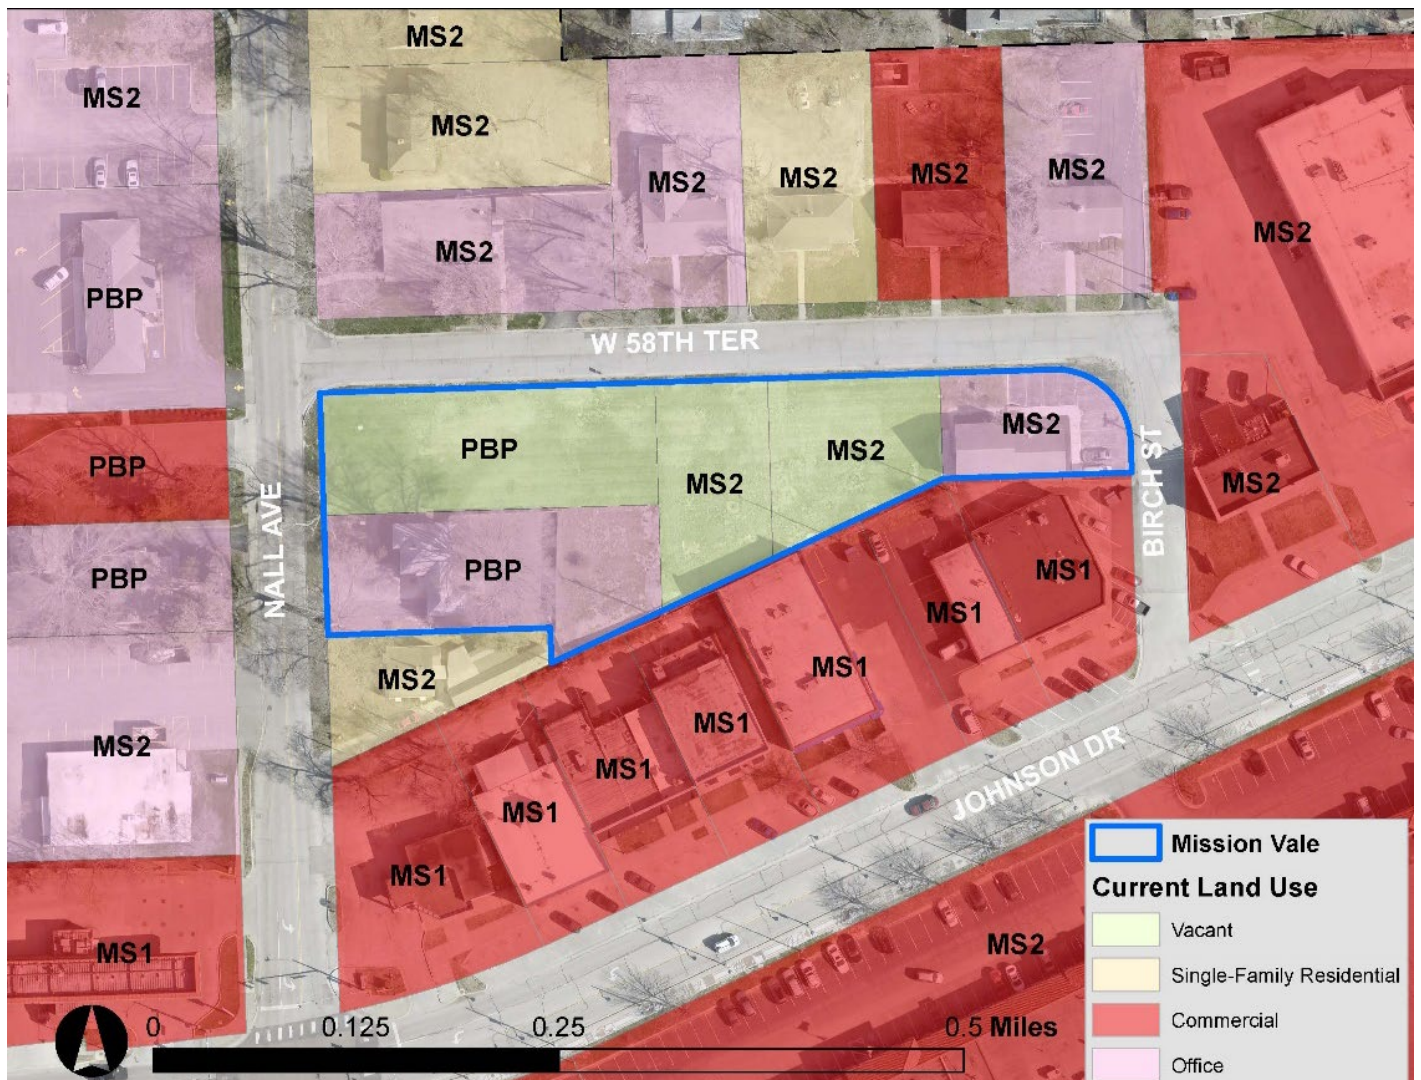 MS2
MS2
MS2
MS2
MS2
MS2
MS2
MS2
MS2
PBP
W 58TH TER
PBP
MS2
MS2
MS2
PBP
MS2
NALL AVE
BIRCH ST
PBP
PBP
MS1
MS1
MS2
MS1
MS1
MS1
MS2
MS1
MS1
JOHNSON DR
MS1
MS2
Mission Vale
Current Land Use
Vacant
Single-Family Residential
Commercial
Office
0 0.125 0.25 0.5 Miles